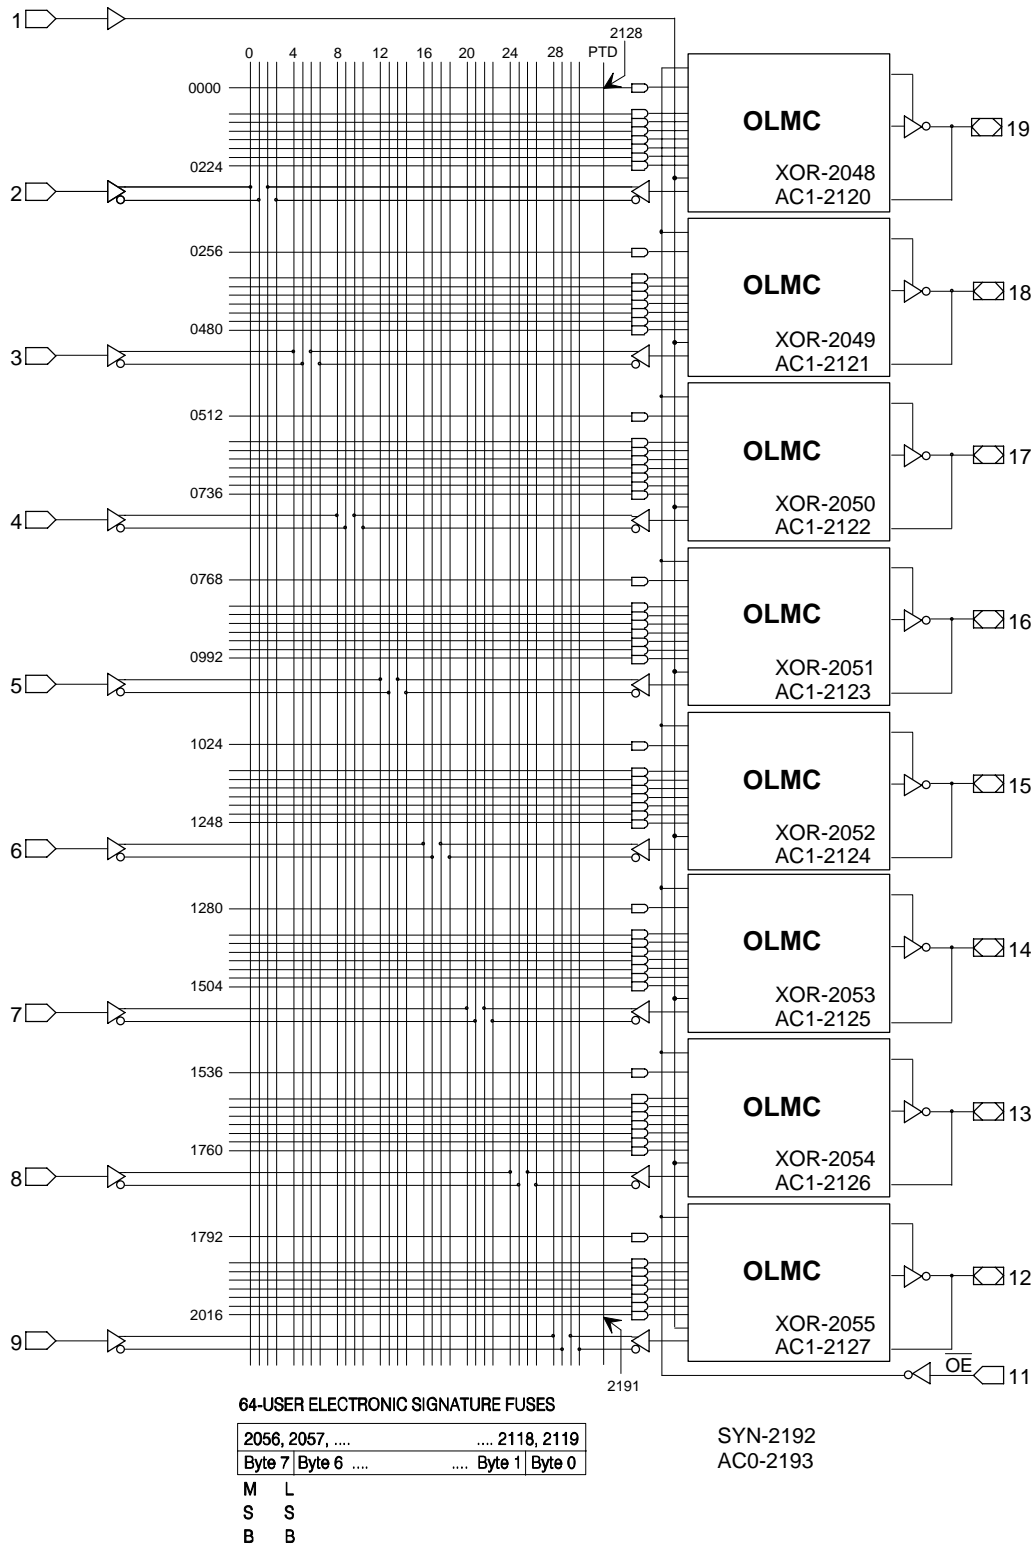 1
2128
0 4 8 12 16 20 24 28 PTD
0000
OLMC
19
0224
XOR-2048
2
AC1-2120
0256
OLMC
18
0480
XOR-2049
3
AC1-2121
0512
OLMC
17
0736
XOR-2050
4
AC1-2122
0768
OLMC
16
0992
XOR-2051
5
AC1-2123
1024
OLMC
15
1248
XOR-2052
6
AC1-2124
1280
OLMC
14
1504
XOR-2053
7
AC1-2125
1536
OLMC
13
1760
XOR-2054
8
AC1-2126
1792
OLMC
12
2016
XOR-2055
9
AC1-2127
OE
11
2191
64-USER ELECTRONIC SIGNATURE FUSES
2056, 2057, .... .... 2118, 2119
Byte 7 Byte 6 .... .... Byte 1 Byte 0
M L
S S
B B
SYN-2192
AC0-2193